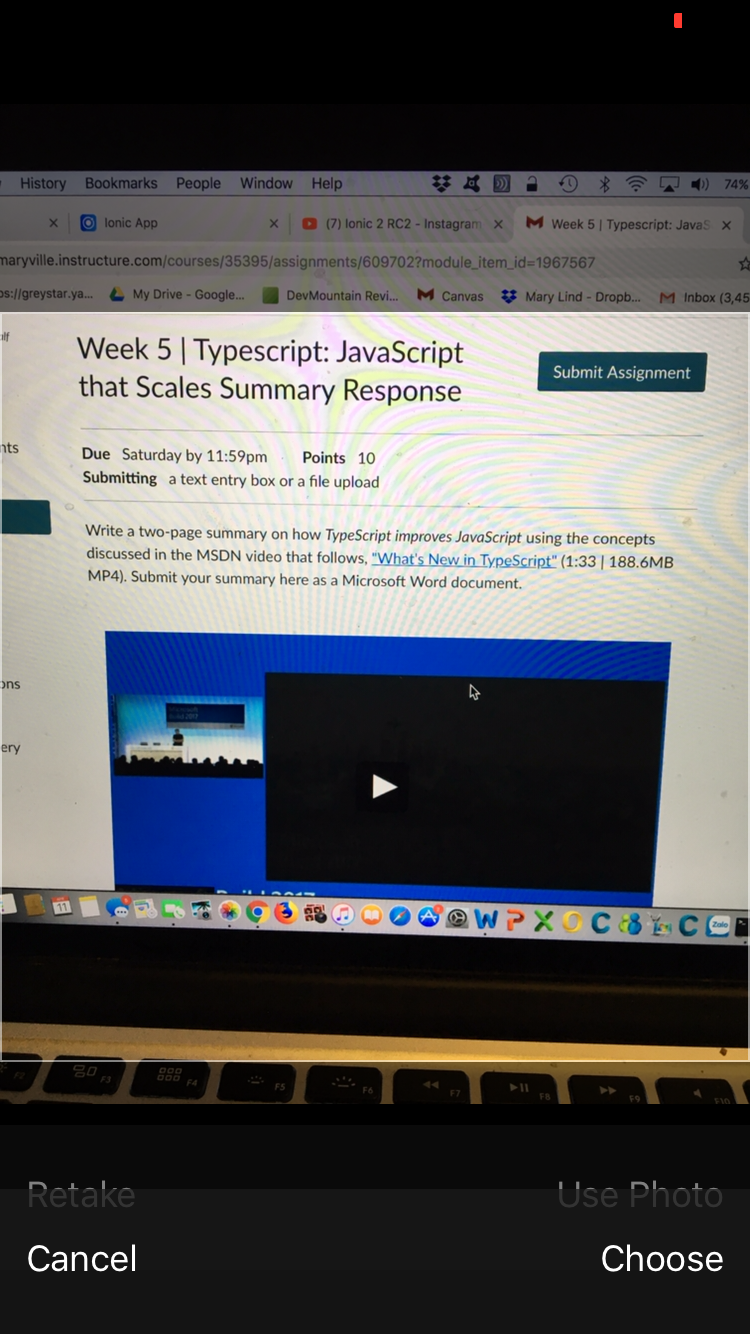 History Bookmarks People Window Help 74%
Ionic App (7) Ionic 2 RC2 - Instagram Week 5 | Typescript: JavaS
maryville.instructure.com/courses/35395/assignments/609702?module_item_id=1967567
ps://greystar.ya... My Drive - Google... DevMountain Revi... Canvas Mary Lind - Dropb... Inbox (3,45
alf
Week 5 | Typescript: JavaScript
that Scales Summary Response
Submit Assignment
nts
Due Saturday by 11:59pm Points 10
Submitting a text entry box or a file upload
Write a two-page summary on how TypeScript improves JavaScript using the concepts
discussed in the MSDN video that follows, "What's New in TypeScript" (1:33 | 188.6MB
MP4). Submit your summary here as a Microsoft Word document.
ons
ery
11
W P X O C C Zalo
F2 F3 F4 F5 F6 F7 F8 F9 F10
Retake Use Photo
Cancel Choose